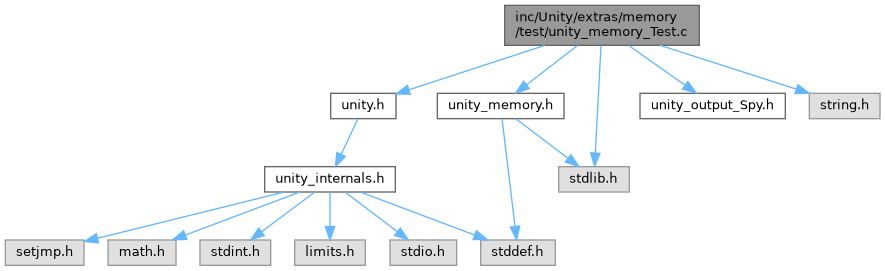 inc/Unity/extras/memory
/test/unity_memory_Test.c
unity.h
unity_memory.h
unity_output_Spy.h
string.h
unity_internals.h
stdlib.h
setjmp.h
math.h
stdint.h
limits.h
stdio.h
stddef.h